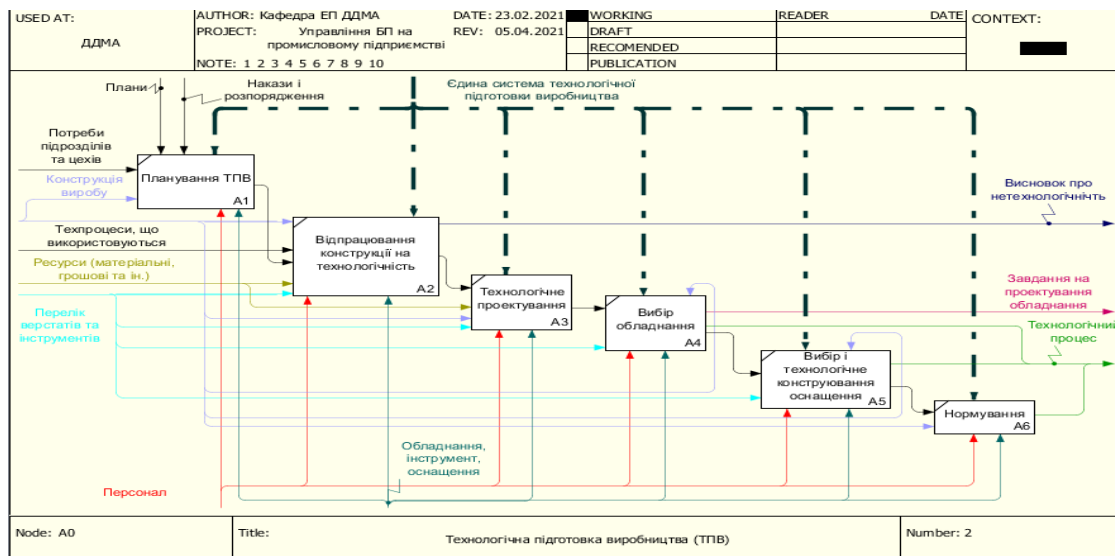 USED AT:
ДДМА
AUTHOR: Кафедра ЕП ДДМА
DATE: 23.02.2021
PROJECT: Управління БП на
промисловому підприємстві
REV: 05.04.2021
NOTE: 1 2 3 4 5 6 7 8 9 10
WORKING
DRAFT
RECOMENDED
PUBLICATION
READER
DATE
CONTEXT:
Плани
Накази і
розпорядження
Єдина система технологічної
підготовки виробництва
Потреби
підрозділів
та цехів
Конструкція
виробу
Планування ТПВ
A1
Висновок про
нетехнологічнічть
Техпроцеси, що
використовуються
Відпрацювання
конструкції на
технологічність
A2
Ресурси (матеріальні,
грошові та ін.)
Технологічне
проектування
A3
Завдання на
проектування
обладнання
Перелік
верстатів та
інструментів
Вибір
обладнання
A4
Технологічний
процес
Вибір і
технологічне
конструювання
оснащення
A5
Нормування
A6
Обладнання,
інструмент,
оснащення
Персонал
Node: A0
Title:
Технологічна підготовка виробництва (ТПВ)
Number: 2